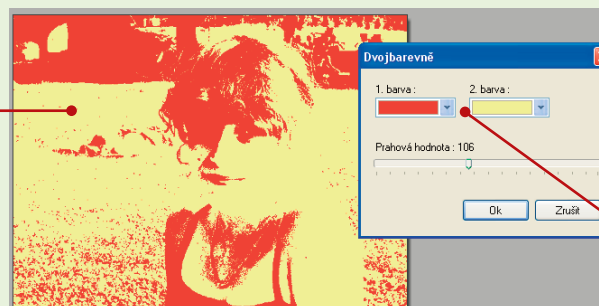 Dvojbarevně
1. barva :
2. barva :
Prahová hodnota : 106
Ok
Zrušit